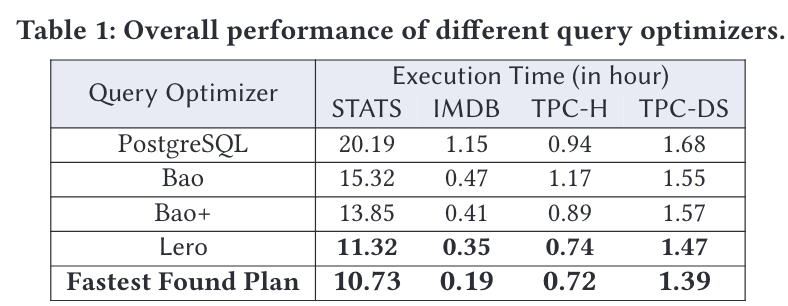 Table 1: Overall performance of different query optimizers.
Query Optimizer
Execution Time (in hour)
STATS IMDB TPC-H TPC-DS
PostgreSQL 20.19 1.15 0.94 1.68
Bao 15.32 0.47 1.17 1.55
Bao+ 13.85 0.41 0.89 1.57
Lero 11.32 0.35 0.74 1.47
Fastest Found Plan 10.73 0.19 0.72 1.39